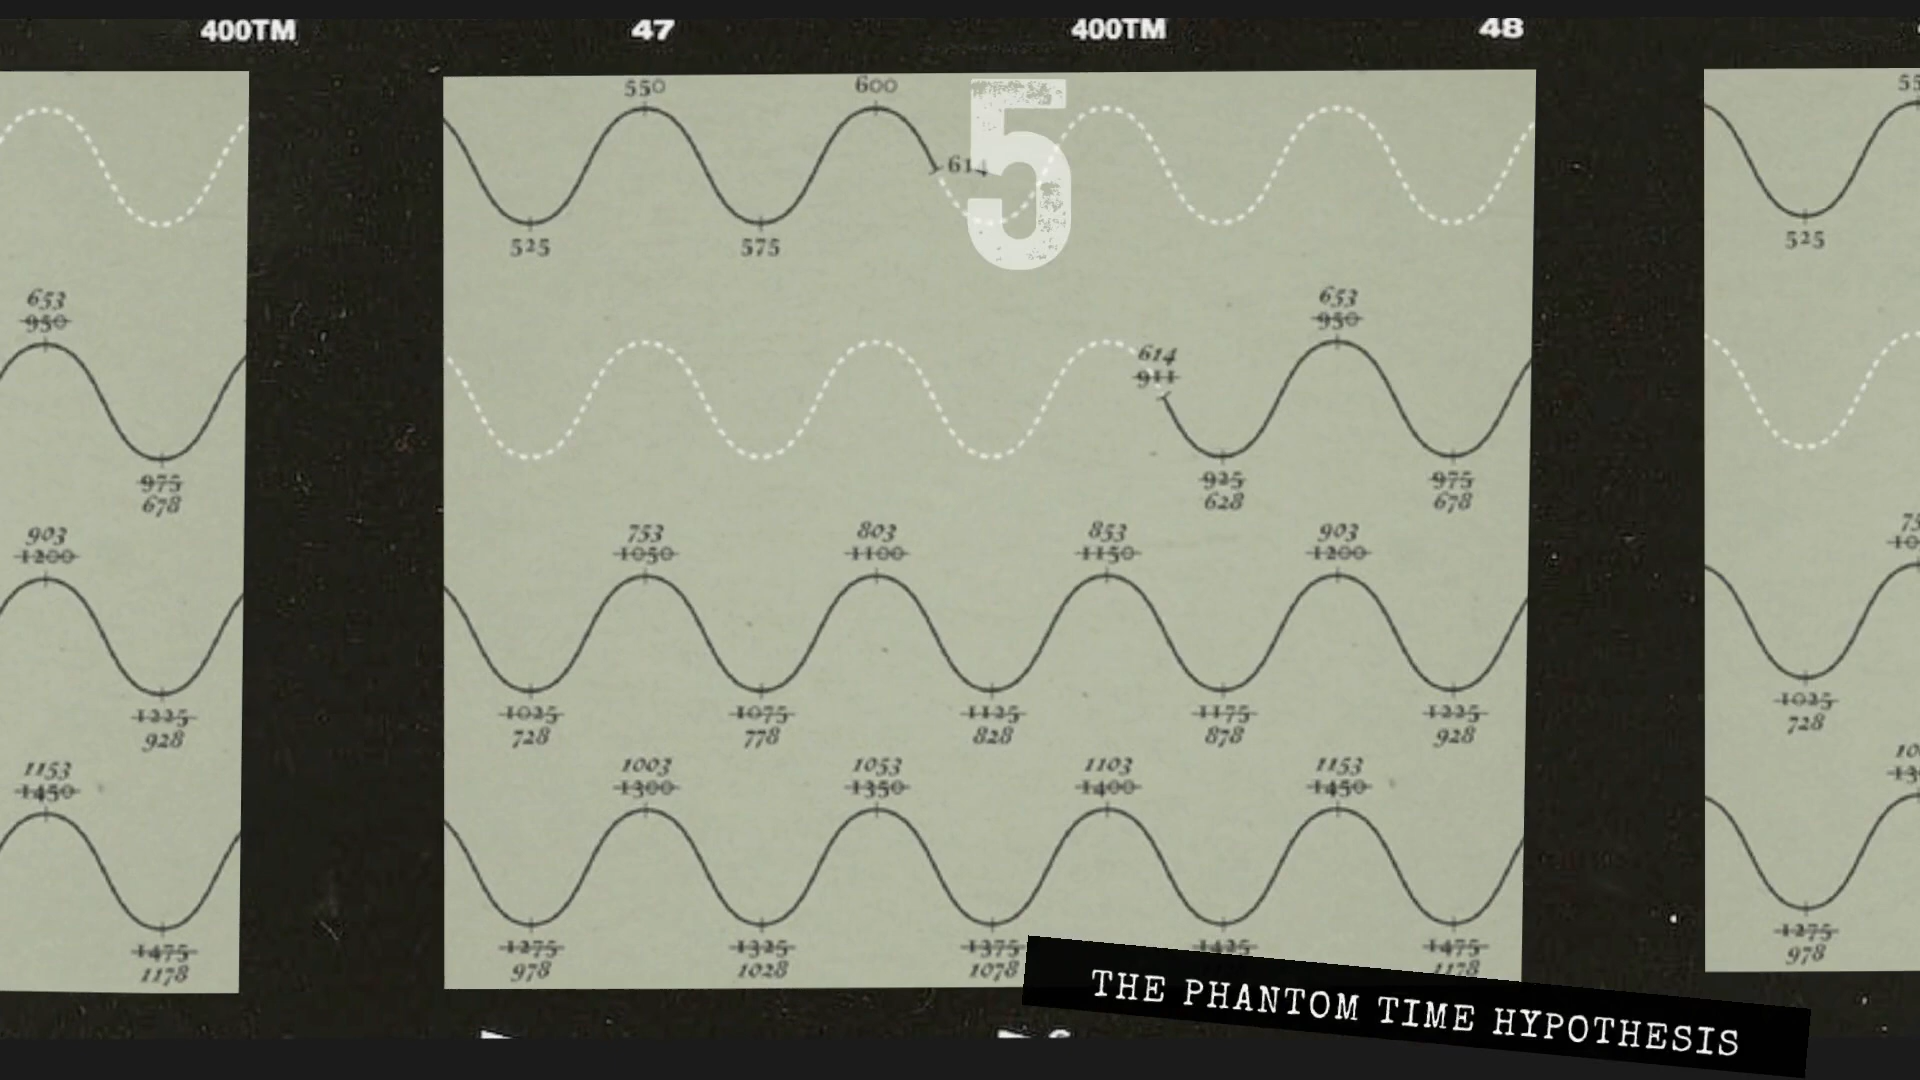 400TM 47 400TM 48
550 600
5
614
525 575 525
653 653
950 950
614
911
975 925 975
678 628 678
903 753 803 853 903
1200 1050 1100 1150 1200
1225 1025 1075 1125 1175 1225 1025
928 728 778 828 878 928 728
1153 1003 1053 1103 1153
1450 1300 1350 1400 1450
1475 1275 1325 1375 1425 1475 1275
1178 978 1028 1078 1178 978
THE PHANTOM TIME HYPOTHESIS